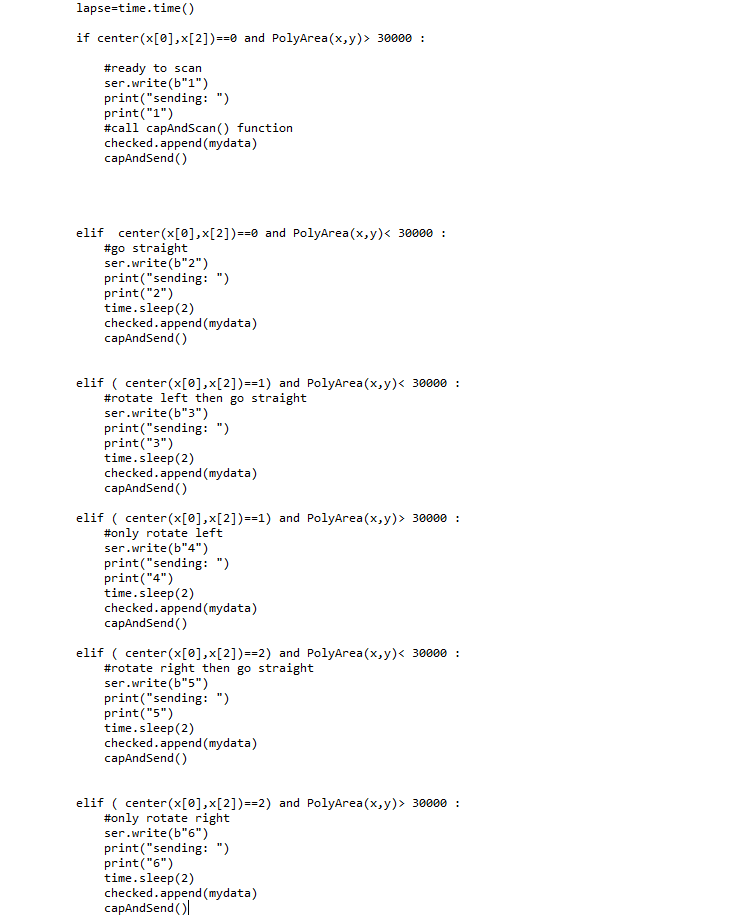 lapse=time.time()
if center(x[0],x[2])==0 and PolyArea(x,y)> 30000 :
#ready to scan
ser.write(b"1")
print("sending: ")
print("1")
#call capAndScan() function
checked.append(mydata)
capAndSend()
elif  center(x[0],x[2])==0 and PolyArea(x,y)< 30000 :
#go straight
ser.write(b"2")
print("sending: ")
print("2")
time.sleep(2)
checked.append(mydata)
capAndSend()
elif ( center(x[0],x[2])==1) and PolyArea(x,y)< 30000 :
#rotate left then go straight
ser.write(b"3")
print("sending: ")
print("3")
time.sleep(2)
checked.append(mydata)
capAndSend()
elif ( center(x[0],x[2])==1) and PolyArea(x,y)> 30000 :
#only rotate left
ser.write(b"4")
print("sending: ")
print("4")
time.sleep(2)
checked.append(mydata)
capAndSend()
elif ( center(x[0],x[2])==2) and PolyArea(x,y)< 30000 :
#rotate right then go straight
ser.write(b"5")
print("sending: ")
print("5")
time.sleep(2)
checked.append(mydata)
capAndSend()
elif ( center(x[0],x[2])==2) and PolyArea(x,y)> 30000 :
#only rotate right
ser.write(b"6")
print("sending: ")
print("6")
time.sleep(2)
checked.append(mydata)
capAndSend()